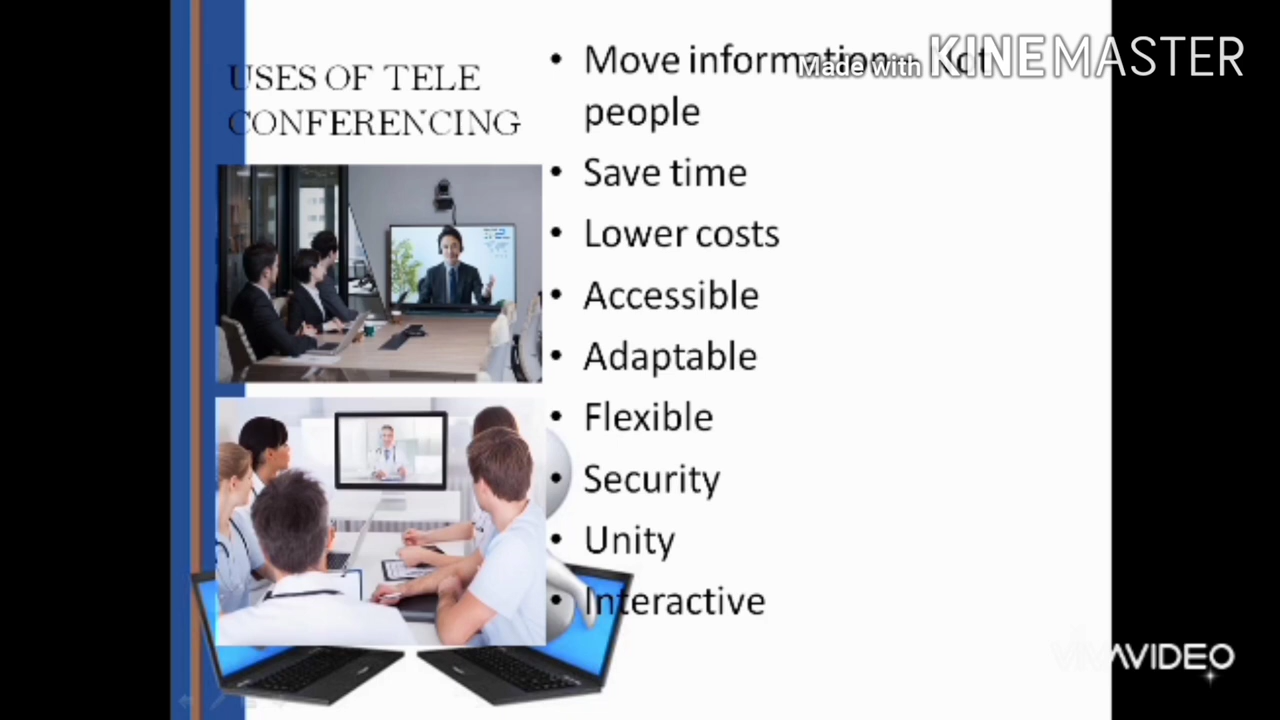 USES OF TELE
CONFERENCING
• Move information
people
• Save time
• Lower costs
• Accessible
• Adaptable
• Flexible
• Security
• Unity
• Interactive
Made with KINEMASTER
VIVAVIDEO